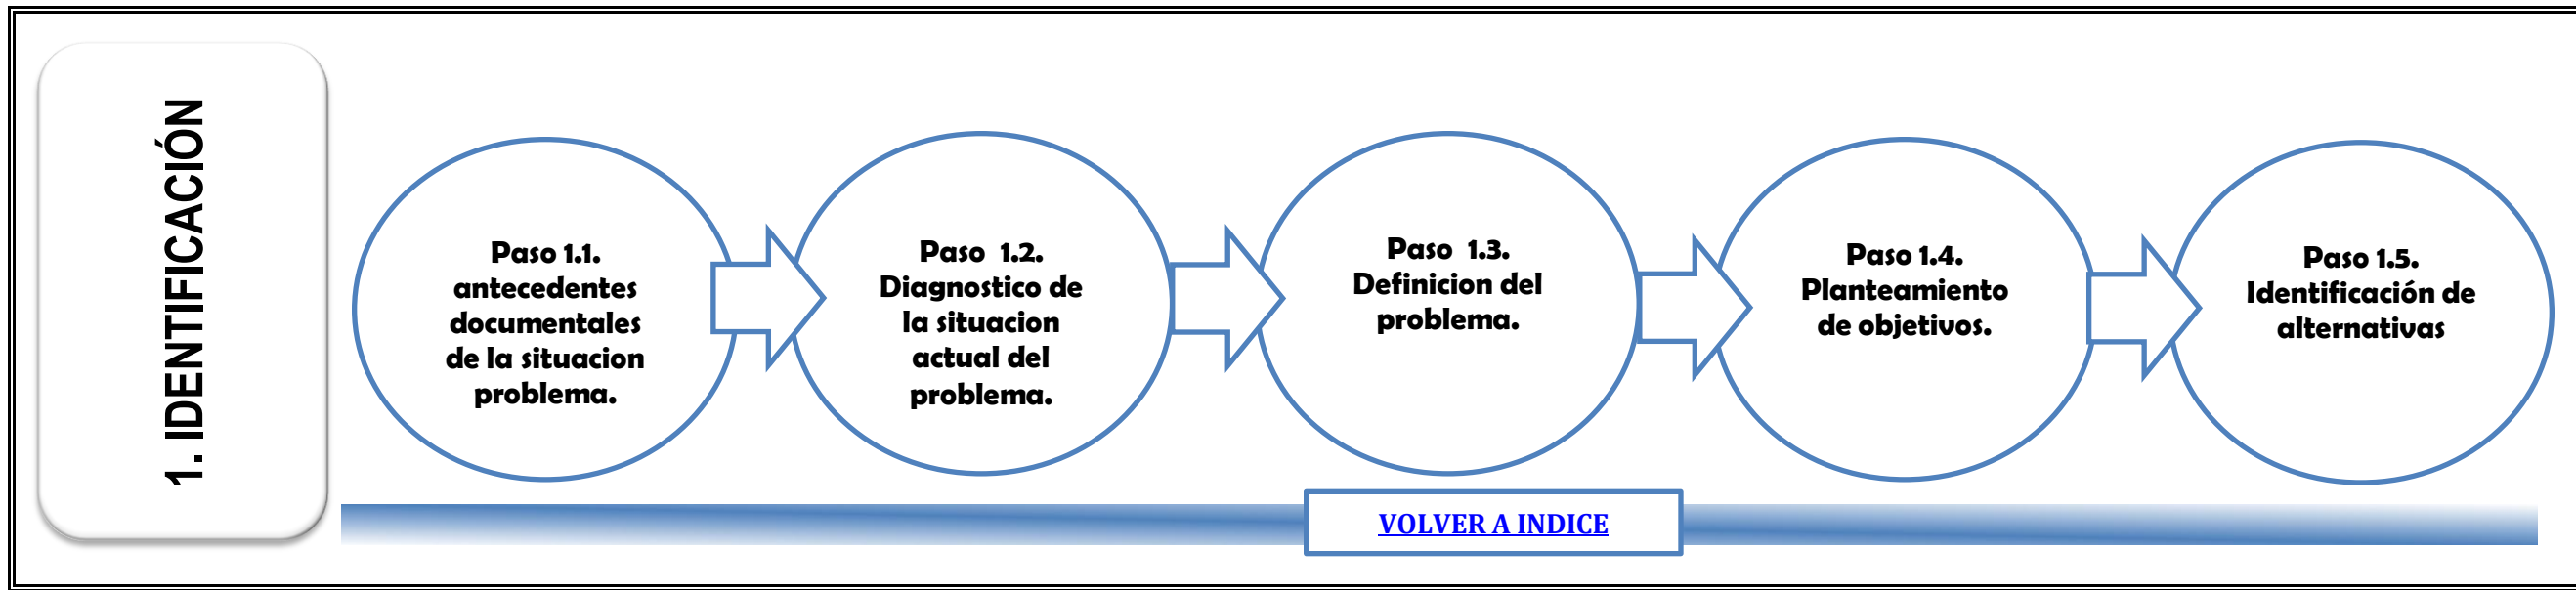 1. IDENTIFICACIÓN
Paso 1.1.
antecedentes
documentales
de la situacion
problema.
Paso 1.2.
Diagnostico de
la situacion
actual del
problema.
Paso 1.3.
Definicion del
problema.
Paso 1.4.
Planteamiento
de objetivos.
Paso 1.5.
Identificación de
alternativas
VOLVER A INDICE